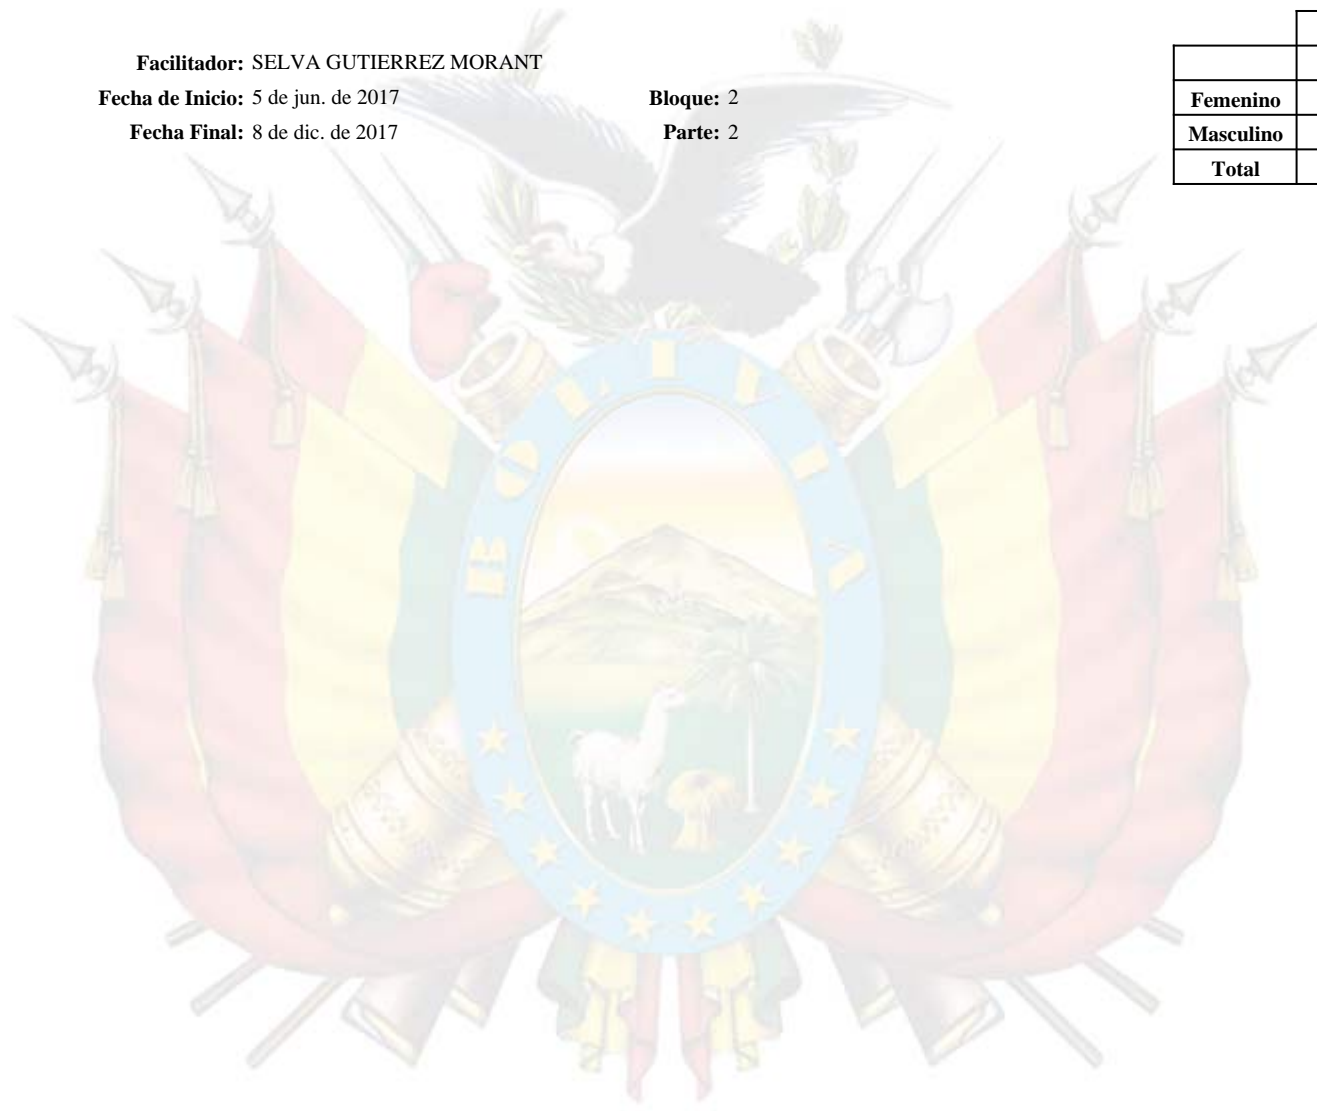 Facilitador: SELVA GUTIERREZ MORANT
Fecha de Inicio: 5 de jun. de 2017 Bloque: 2
Fecha Final: 8 de dic. de 2017 Parte: 2
Femenino
Masculino
Total
BOLIVIA